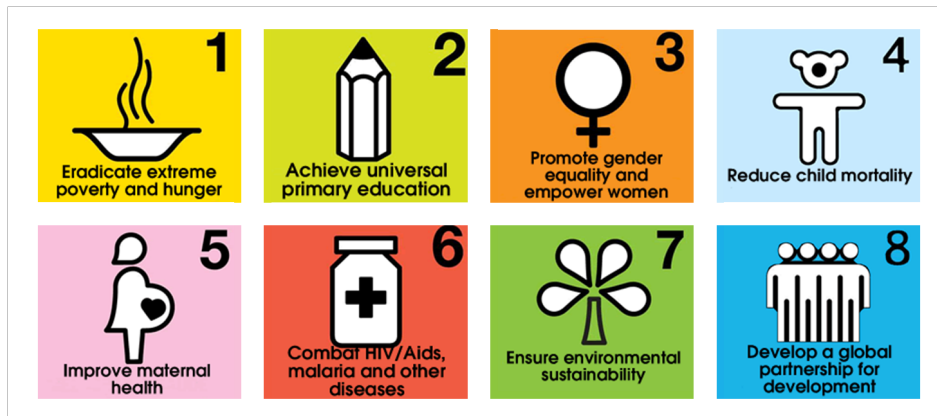 1
Eradicate extreme
poverty and hunger
2
Achieve universal
primary education
3
Promote gender
equality and
empower women
4
Reduce child mortality
5
Improve maternal
health
6
Combat HIV/Aids,
malaria and other
diseases
7
Ensure environmental
sustainability
8
Develop a global
partnership for
development